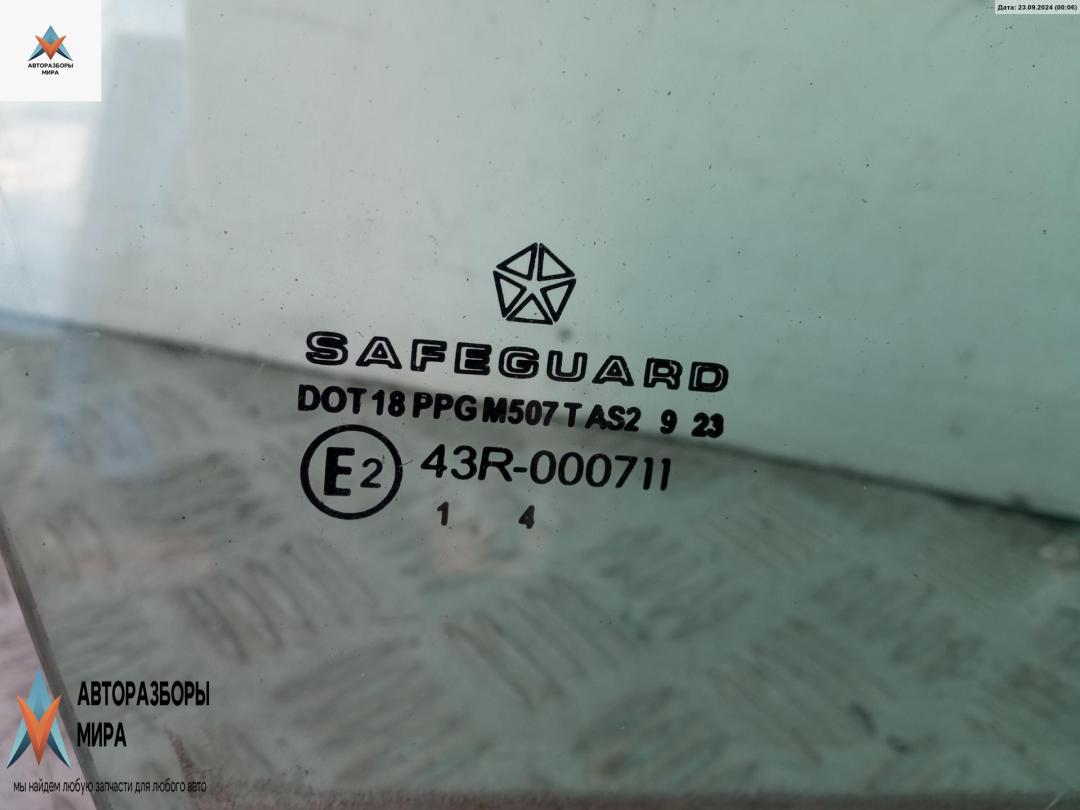 Дата: 23.09.2024 (00:06)
АВТОРАЗБОРЫ
МИРА
SAFEGUARD
DOT 18 PPG M507 T AS2 9 23
E2 43R-000711
1 4
АВТОРАЗБОРЫ
МИРА
мы найдем любую запчасти для любого авто